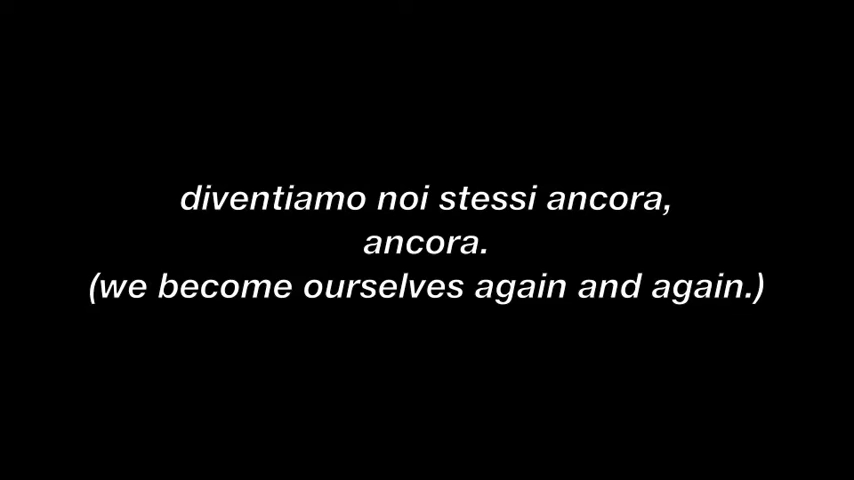 diventiamo noi stessi ancora,
ancora.
(we become ourselves again and again.)